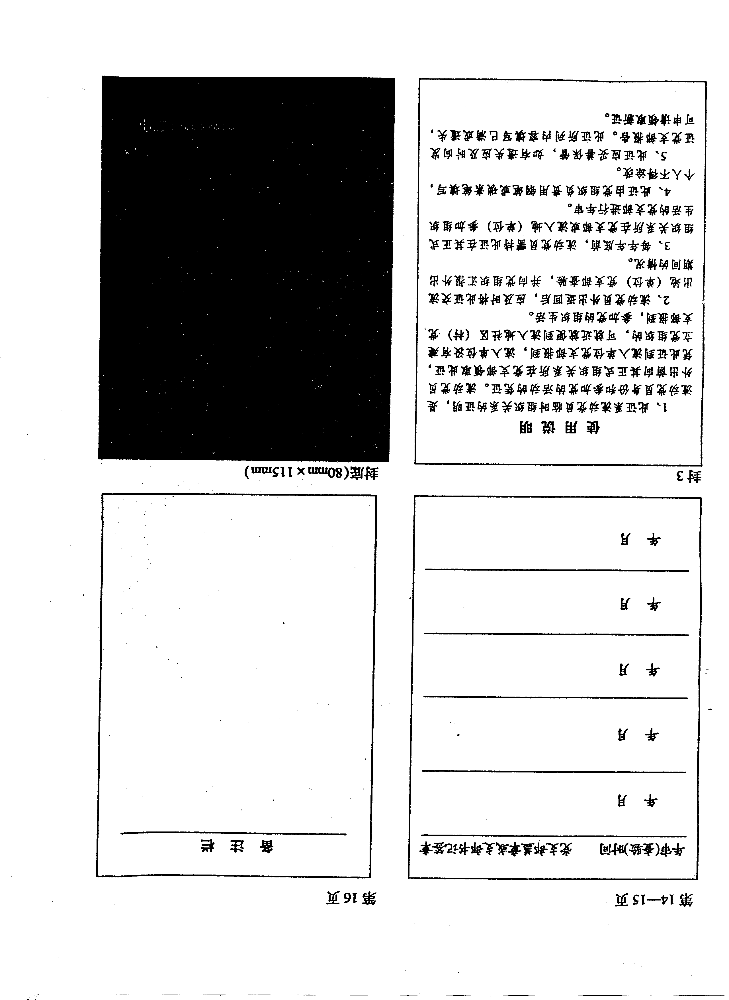 第 14—15 页
年审(查验)时间 党支部盖章或支部书记签章
年 月
年 月
年 月
年 月
年 月
第 16 页
备 注 栏
封 3
使 用 说 明
1、此证系流动党员临时组织关系的证明，是
流动党员身份和参加党的活动的凭证。流动党员
外出前向其正式组织关系所在党支部领取此证，
凭此证到流入单位党支部报到，流入单位没有建
立党组织的，可就近就便到流入地社区（村）党
支部报到，参加党的组织生活。
2、流动党员外出返回后，应及时将此证交流
出地（单位）党支部查验，并向党组织汇报外出
期间的情况。
3、每年年底前，流动党员需持此证在其正式
组织关系所在党支部或流入地（单位）参加组织
生活的党支部进行年审。
4、此证由党组织负责用钢笔或碳素笔填写，
个人不得涂改。
5、此证应妥善保管，如有遗失应及时向发
证党支部报告。此证所列内容填写已满或遗失，
可申请领取新证。
封底(80mm×115mm)